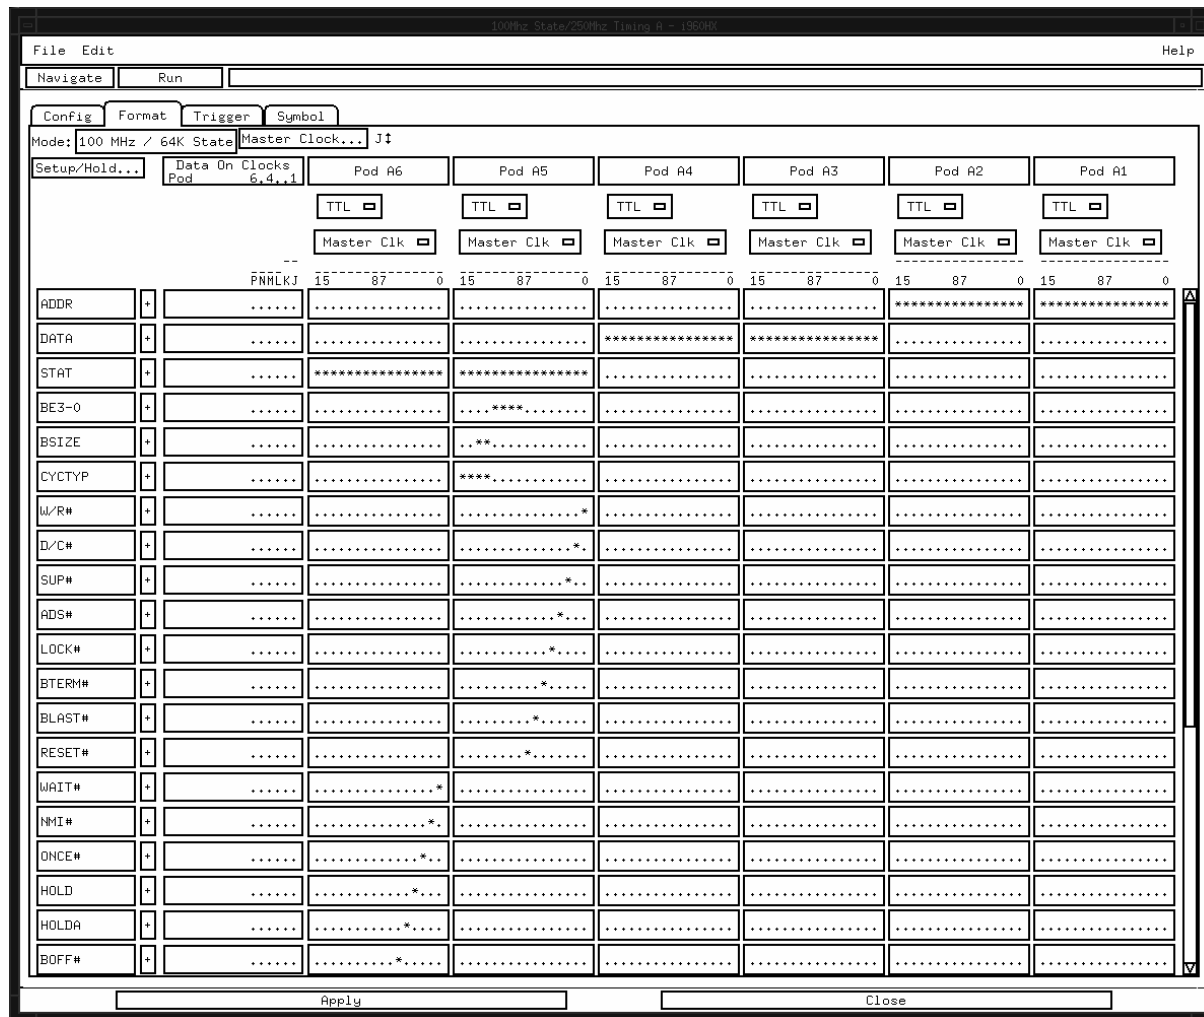 100Mhz State/250Mhz Timing A - i960HX
File Edit Help
Navigate Run
Config Format Trigger Symbol
Mode: 100 MHz / 64K State Master Clock... J↕
Setup/Hold... Data On Clocks Pod A6 Pod A5 Pod A4 Pod A3 Pod A2 Pod A1
Pod 6,4..1
TTL TTL TTL TTL TTL TTL
Master Clk Master Clk Master Clk Master Clk Master Clk Master Clk
PNMLKJ 15 87 0 15 87 0 15 87 0 15 87 0 15 87 0 15 87 0
ADDR + ...... ................ ................ ................ ................ **************** ****************
DATA + ...... ................ ................ **************** **************** ................ ................
STAT + ...... **************** **************** ................ ................ ................ ................
BE3-0 + ...... ................ ....****........ ................ ................ ................ ................
BSIZE + ...... ................ ..**............ ................ ................ ................ ................
CYCTYP + ...... ................ ****............ ................ ................ ................ ................
W/R# + ...... ................ ...............* ................ ................ ................ ................
D/C# + ...... ................ ..............*. ................ ................ ................ ................
SUP# + ...... ................ .............*.. ................ ................ ................ ................
ADS# + ...... ................ ............*... ................ ................ ................ ................
LOCK# + ...... ................ ...........*.... ................ ................ ................ ................
BTERM# + ...... ................ ..........*..... ................ ................ ................ ................
BLAST# + ...... ................ .........*...... ................ ................ ................ ................
RESET# + ...... ................ ........*....... ................ ................ ................ ................
WAIT# + ...... ...............* ................ ................ ................ ................ ................
NMI# + ...... ..............*. ................ ................ ................ ................ ................
ONCE# + ...... .............*.. ................ ................ ................ ................ ................
HOLD + ...... ............*... ................ ................ ................ ................ ................
HOLDA + ...... ...........*.... ................ ................ ................ ................ ................
BOFF# + ...... ..........*..... ................ ................ ................ ................ ................
Apply Close